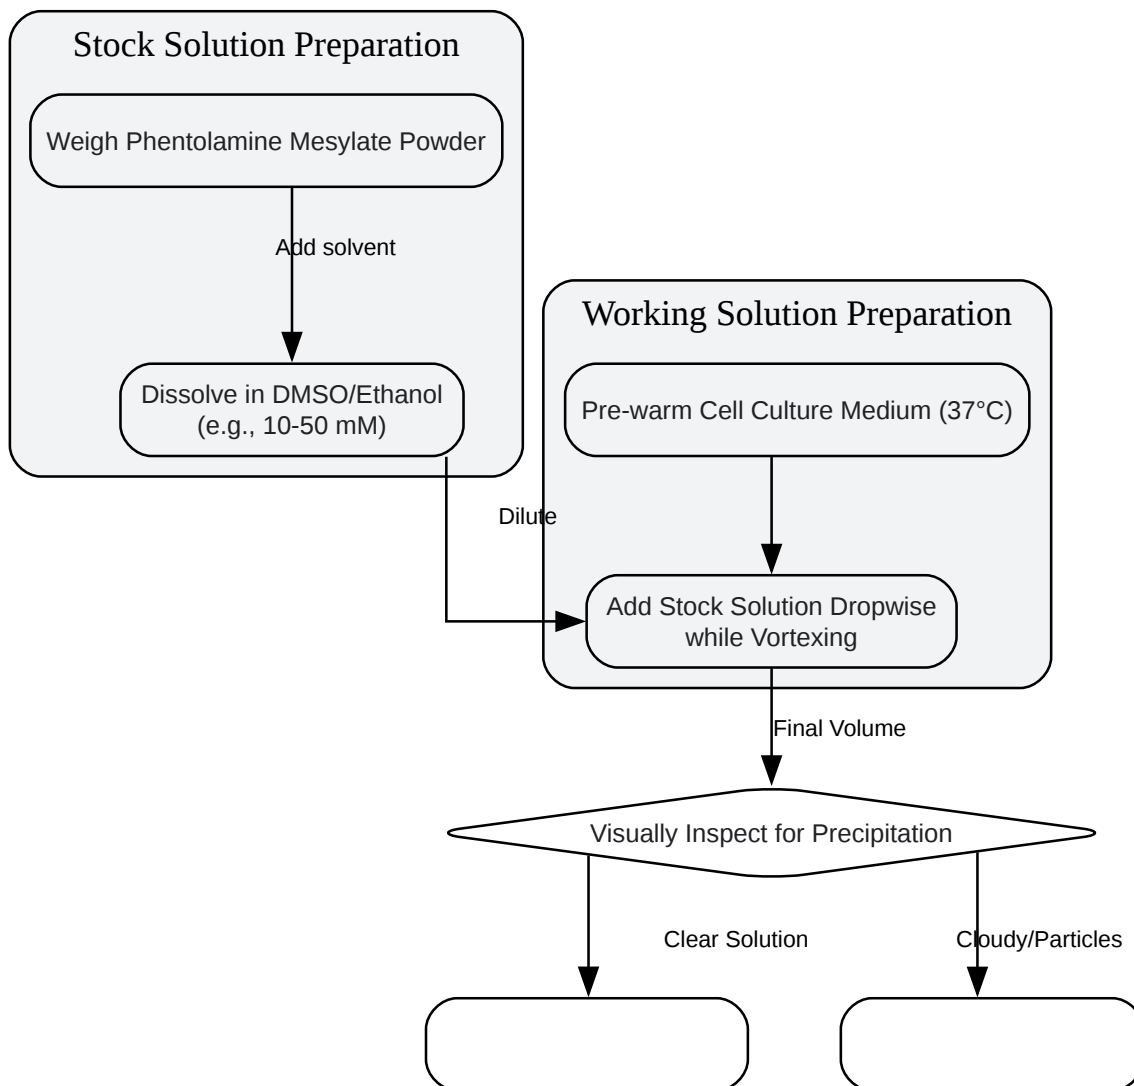 Stock Solution Preparation
Weigh Phentolamine Mesylate Powder
Add solvent
Dissolve in DMSO/Ethanol
(e.g., 10-50 mM)
Working Solution Preparation
Pre-warm Cell Culture Medium (37°C)
Dilute
Add Stock Solution Dropwise
while Vortexing
Final Volume
Visually Inspect for Precipitation
Clear Solution
Cloudy/Particles